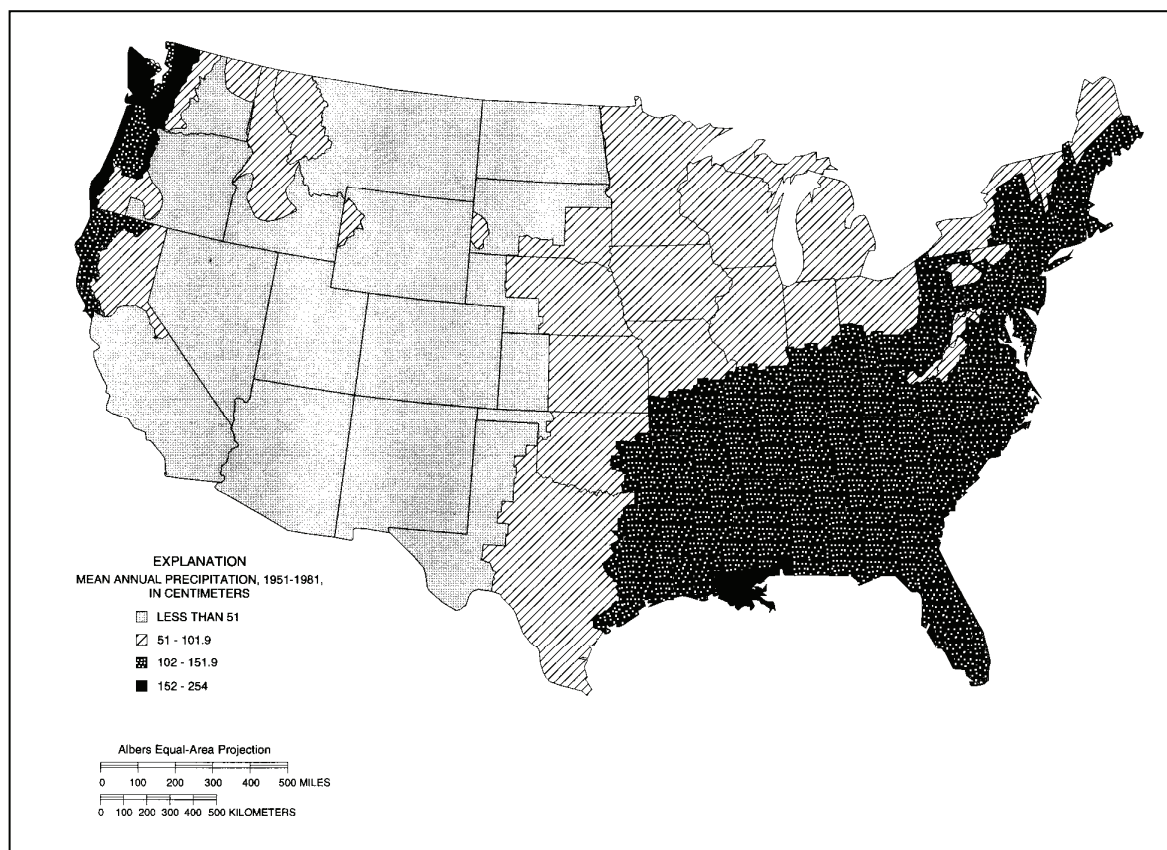 EXPLANATION
MEAN ANNUAL PRECIPITATION, 1951-1981,
IN CENTIMETERS
LESS THAN 51
51 - 101.9
102 - 151.9
152 - 254
Albers Equal-Area Projection
0 100 200 300 400 500 MILES
0 100 200 300 400 500 KILOMETERS